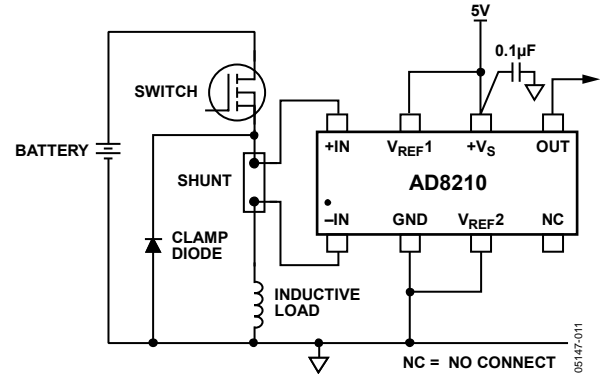 5V
0.1µF
SWITCH
BATTERY
SHUNT
CLAMP
DIODE
INDUCTIVE
LOAD
+IN
VREF1
+VS
OUT
AD8210
–IN
GND
VREF2
NC
NC = NO CONNECT
05147-011